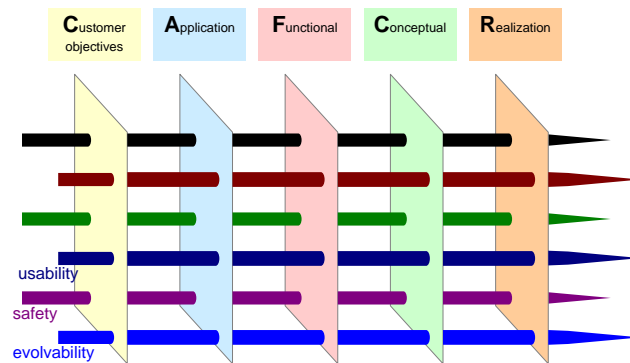 Customer
objectives
Application
Functional
Conceptual
Realization
usability
safety
evolvability